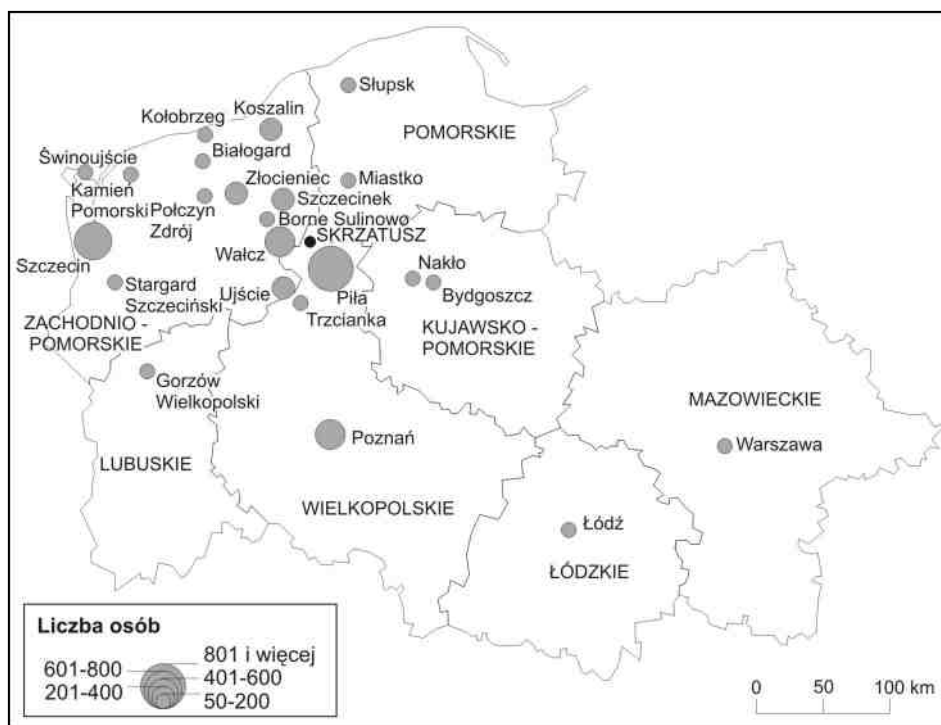 Słupsk
Koszalin
Kołobrzeg
POMORSKIE
Białogard
Świnoujście
Złocieniec
Miastko
Kamień
Pomorski
Połczyn
Zdrój
Szczecinek
Borne Sulinowo
SKRZATUSZ
Wałcz
Szczecin
Nakło
Stargard
Szczeciński
Ujście
Piła
Bydgoszcz
Trzcianka
ZACHODNIO -
POMORSKIE
KUJAWSKO -
POMORSKIE
Gorzów
Wielkopolski
MAZOWIECKIE
Poznań
Warszawa
LUBUSKIE
WIELKOPOLSKIE
Łódź
ŁÓDZKIE
Liczba osób
801 i więcej
601-800
401-600
201-400
50-200
0 50 100 km